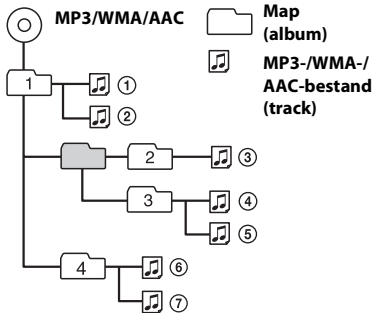 MP3/WMA/AAC
Map
(album)
MP3-/WMA-/
AAC-bestand
(track)
1
①
②
2
③
3
④
⑤
4
⑥
⑦